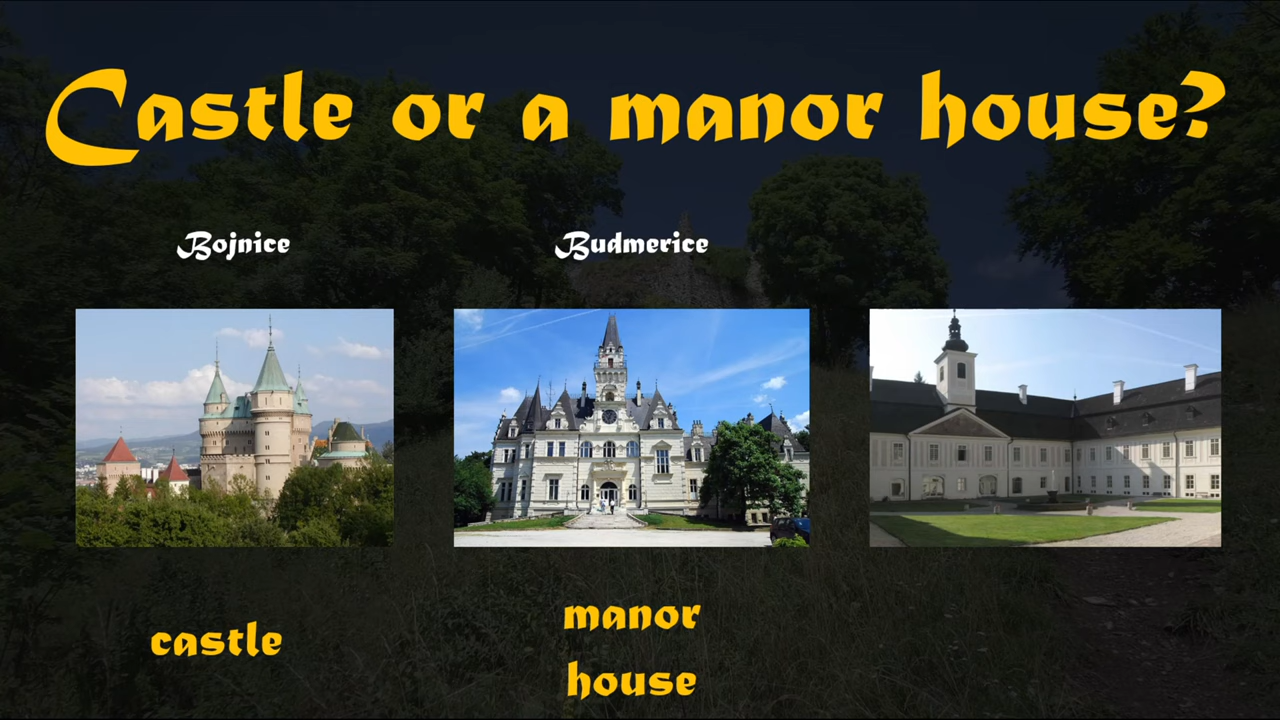 Castle or a manor house?
Bojnice
Budmerice
castle
manor
house